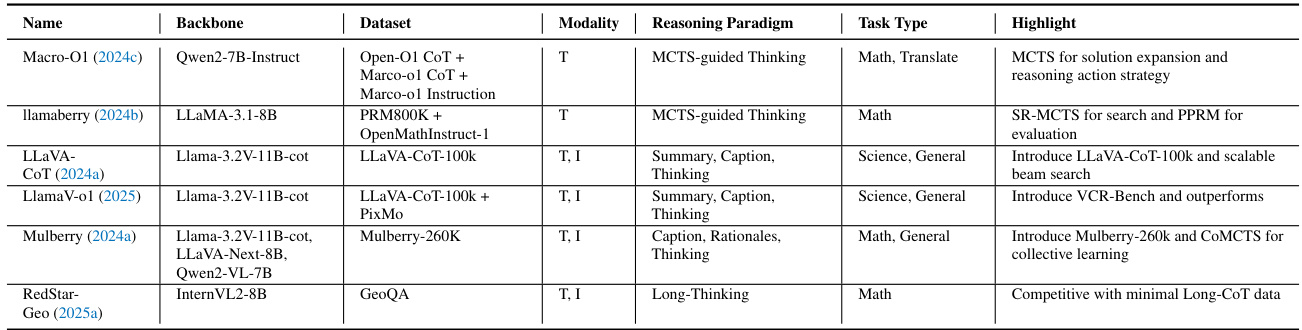 Name Backbone Dataset Modality Reasoning Paradigm Task Type Highlight
Macro-O1 (2024c) Qwen2-7B-Instruct Open-O1 CoT + T MCTS-guided Thinking Math, Translate MCTS for solution expansion and
Marco-o1 CoT + reasoning action strategy
Marco-o1 Instruction
llamaberry (2024b) LLaMA-3.1-8B PRM800K + T MCTS-guided Thinking Math SR-MCTS for search and PPRM for
OpenMathInstruct-1 evaluation
LLaVA- Llama-3.2V-11B-cot LLaVA-CoT-100k T, I Summary, Caption, Science, General Introduce LLaVA-CoT-100k and scalable
CoT (2024a) Thinking beam search
LlamaV-o1 (2025) Llama-3.2V-11B-cot LLaVA-CoT-100k + T, I Summary, Caption, Science, General Introduce VCR-Bench and outperforms
PixMo Thinking
Mulberry (2024a) Llama-3.2V-11B-cot, Mulberry-260K T, I Caption, Rationales, Math, General Introduce Mulberry-260k and CoMCTS for
LLaVA-Next-8B, Thinking collective learning
Qwen2-VL-7B
RedStar- InternVL2-8B GeoQA T, I Long-Thinking Math Competitive with minimal Long-CoT data
Geo (2025a)